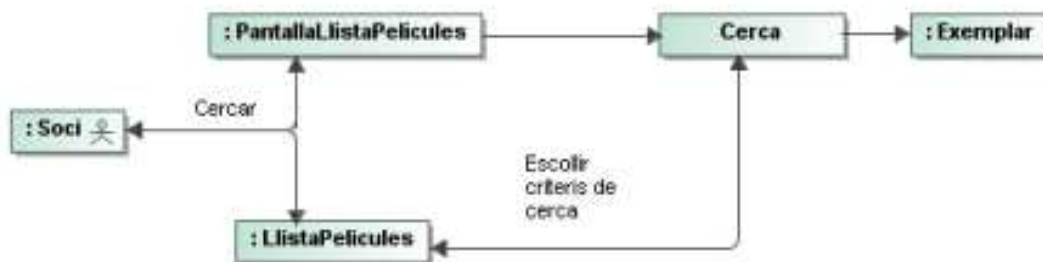 : PantallaLlistaPelicules
Cerca
: Exemplar
Cercar
: Soci
Escollir
criteris de
cerca
: LlistaPelicules